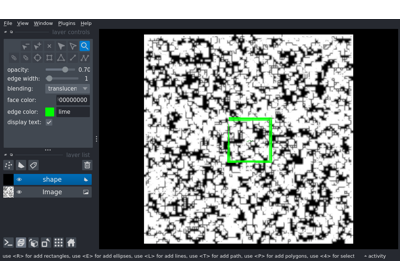 File View Window Plugins Help
layer controls
opacity: 0.70
edge width: 1
blending: translucen
face color: 00000000
edge color: lime
display text:
layer list
shape
Image
use <R> for add rectangles, use <E> for add ellipses, use <L> for add lines, use <T> for add path, use <P> for add polygons, use <4> for select
activity